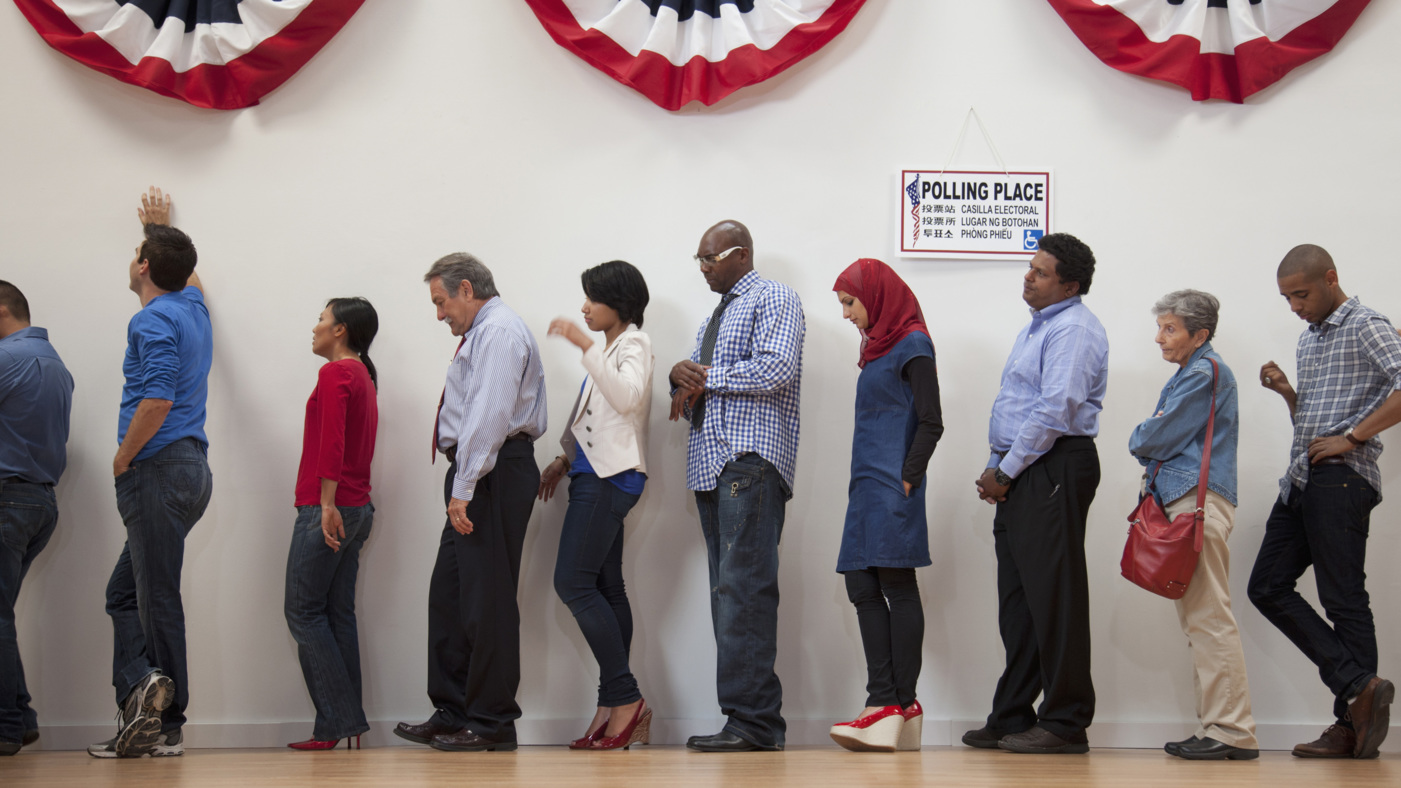 POLLING PLACE
投票站 CASILLA ELECTORAL
投票所 LUGAR NG BOTOHAN
투표소 PHÒNG PHIẾU